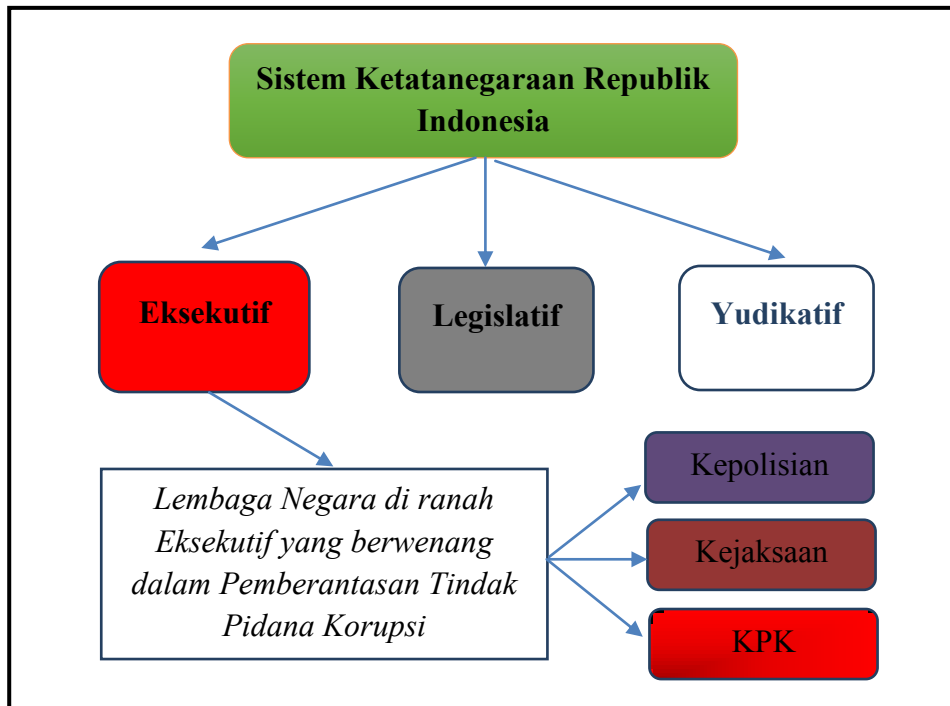 Sistem Ketatanegaraan Republik
Indonesia
Eksekutif
Legislatif
Yudikatif
Lembaga Negara di ranah
Eksekutif yang berwenang
dalam Pemberantasan Tindak
Pidana Korupsi
Kepolisian
Kejaksaan
KPK